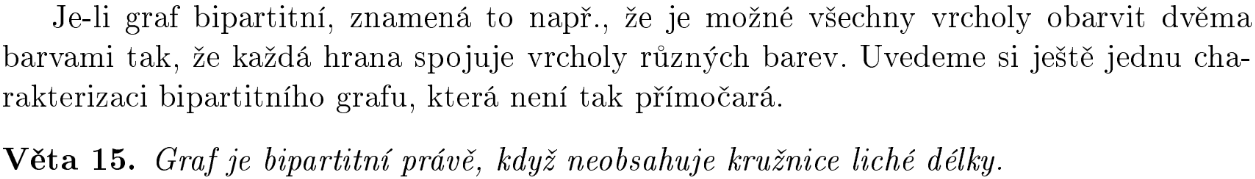 Je-li graf bipartitní, znamená to např., že je možné všechny vrcholy obarvit dvěma
barvami tak, že každá hrana spojuje vrcholy různých barev. Uvedeme si ještě jednu cha-
rakterizaci bipartitního grafu, která není tak přímočará.
Věta 15. Graf je bipartitní právě, když neobsahuje kružnice liché délky.